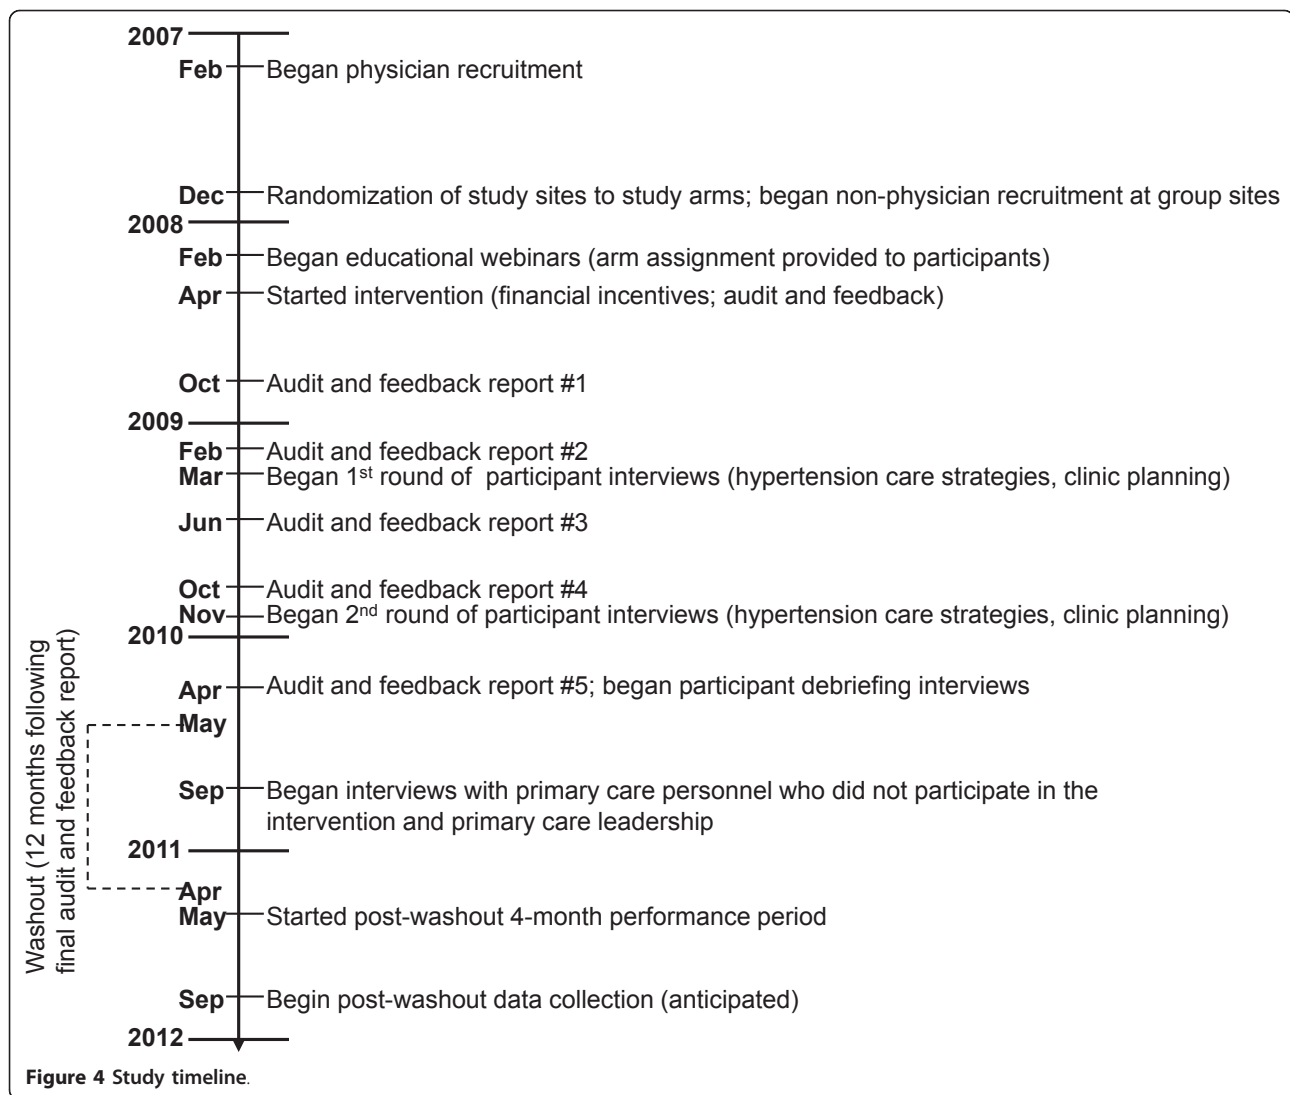 2007
Feb Began physician recruitment
Dec Randomization of study sites to study arms; began non-physician recruitment at group sites
2008
Feb Began educational webinars (arm assignment provided to participants)
Apr Started intervention (financial incentives; audit and feedback)
Oct Audit and feedback report #1
2009
Feb Audit and feedback report #2
Mar Began 1st round of participant interviews (hypertension care strategies, clinic planning)
Jun Audit and feedback report #3
Oct Audit and feedback report #4
Nov Began 2nd round of participant interviews (hypertension care strategies, clinic planning)
2010
Apr Audit and feedback report #5; began participant debriefing interviews
May
Washout (12 months following
final audit and feedback report)
Sep Began interviews with primary care personnel who did not participate in the
intervention and primary care leadership
2011
Apr
May Started post-washout 4-month performance period
Sep Begin post-washout data collection (anticipated)
2012
Figure 4 Study timeline.